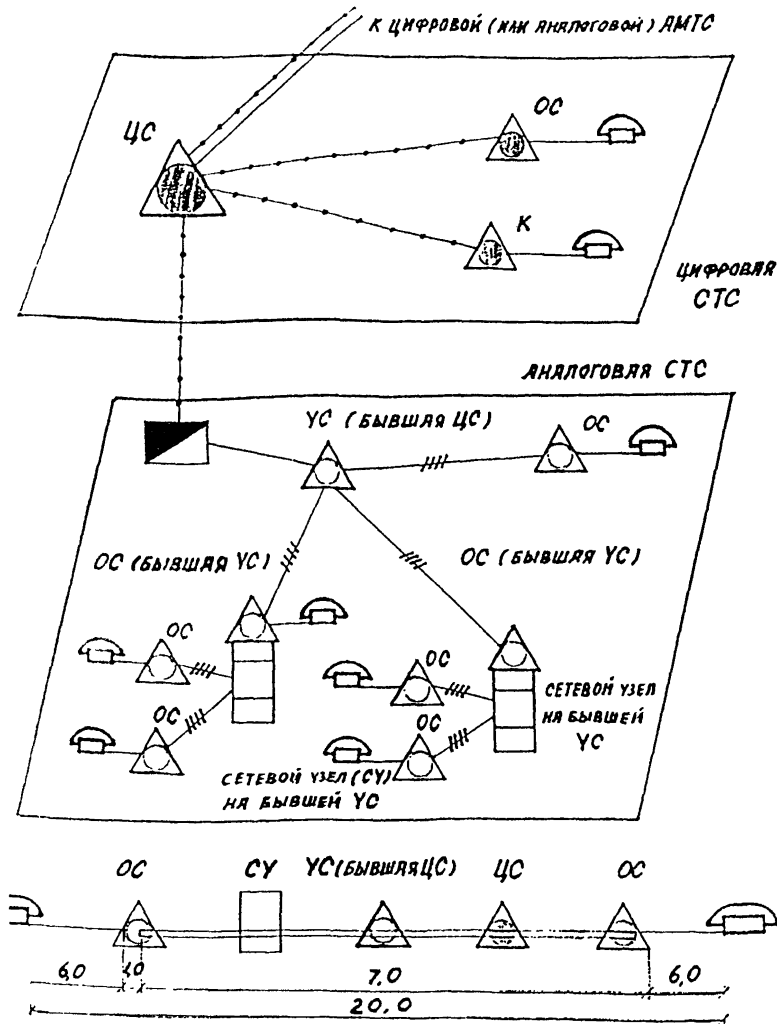 К ЦИФРОВОЙ (ИЛИ АНАЛОГОВОЙ) АМТС
ЦС
ОС
К
ЦИФРОВАЯ
СТС
АНАЛОГОВАЯ СТС
УС (БЫВШАЯ ЦС)
ОС
ОС (БЫВШАЯ УС)
ОС (БЫВШАЯ УС)
ОС
ОС
ОС
ОС
СЕТЕВОЙ УЗЕЛ
НА БЫВШЕЙ
УС
СЕТЕВОЙ УЗЕЛ (СУ)
НА БЫВШЕЙ УС
ОС
СУ
УС (БЫВШАЯ ЦС)
ЦС
ОС
6,0
1,0
7,0
6,0
20.0